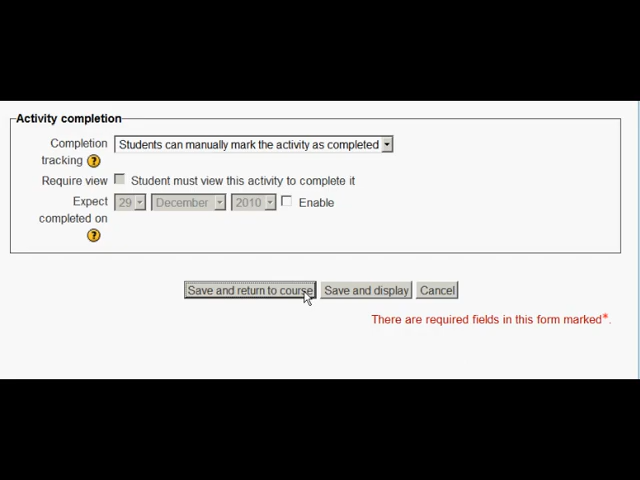 Activity completion
Completion tracking ? Students can manually mark the activity as completed
Require view Student must view this activity to complete it
Expect completed on ? 29 December 2010 Enable
Save and return to course Save and display Cancel
There are required fields in this form marked*.